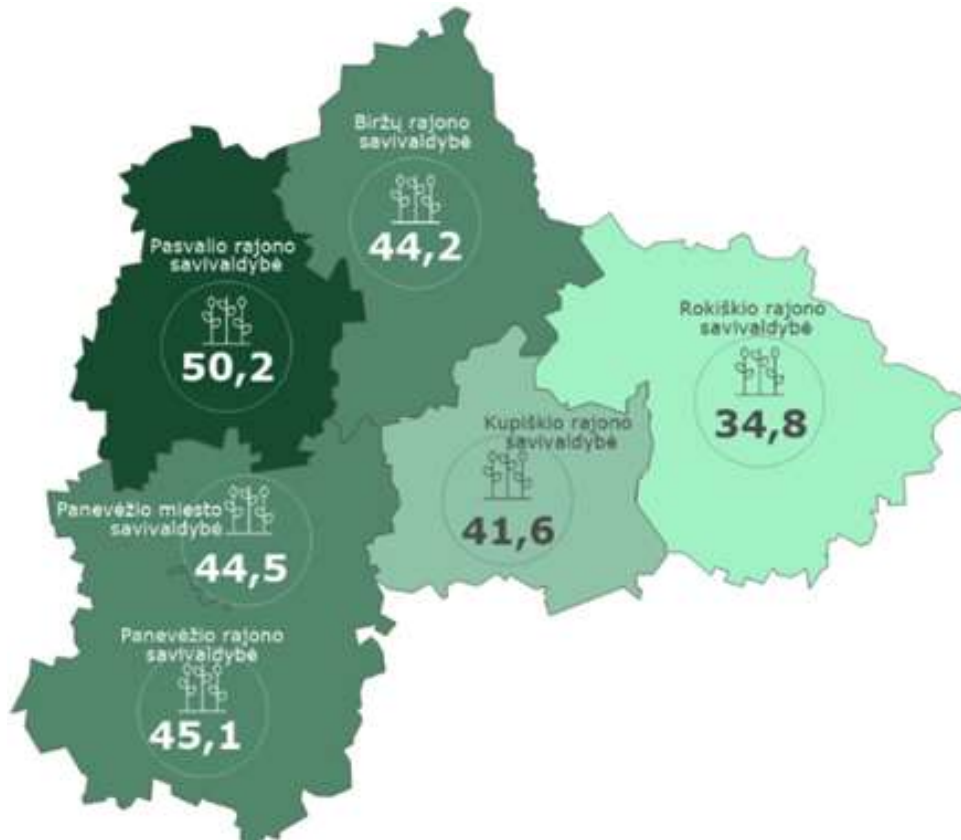 Biržų rajono
savivaldybė
44,2
Pasvalio rajono
savivaldybė
50,2
Rokiškio rajono
savivaldybė
34,8
Kupiškio rajono
savivaldybė
41,6
Panevėžio miesto
savivaldybė
44,5
Panevėžio rajono
savivaldybė
45,1